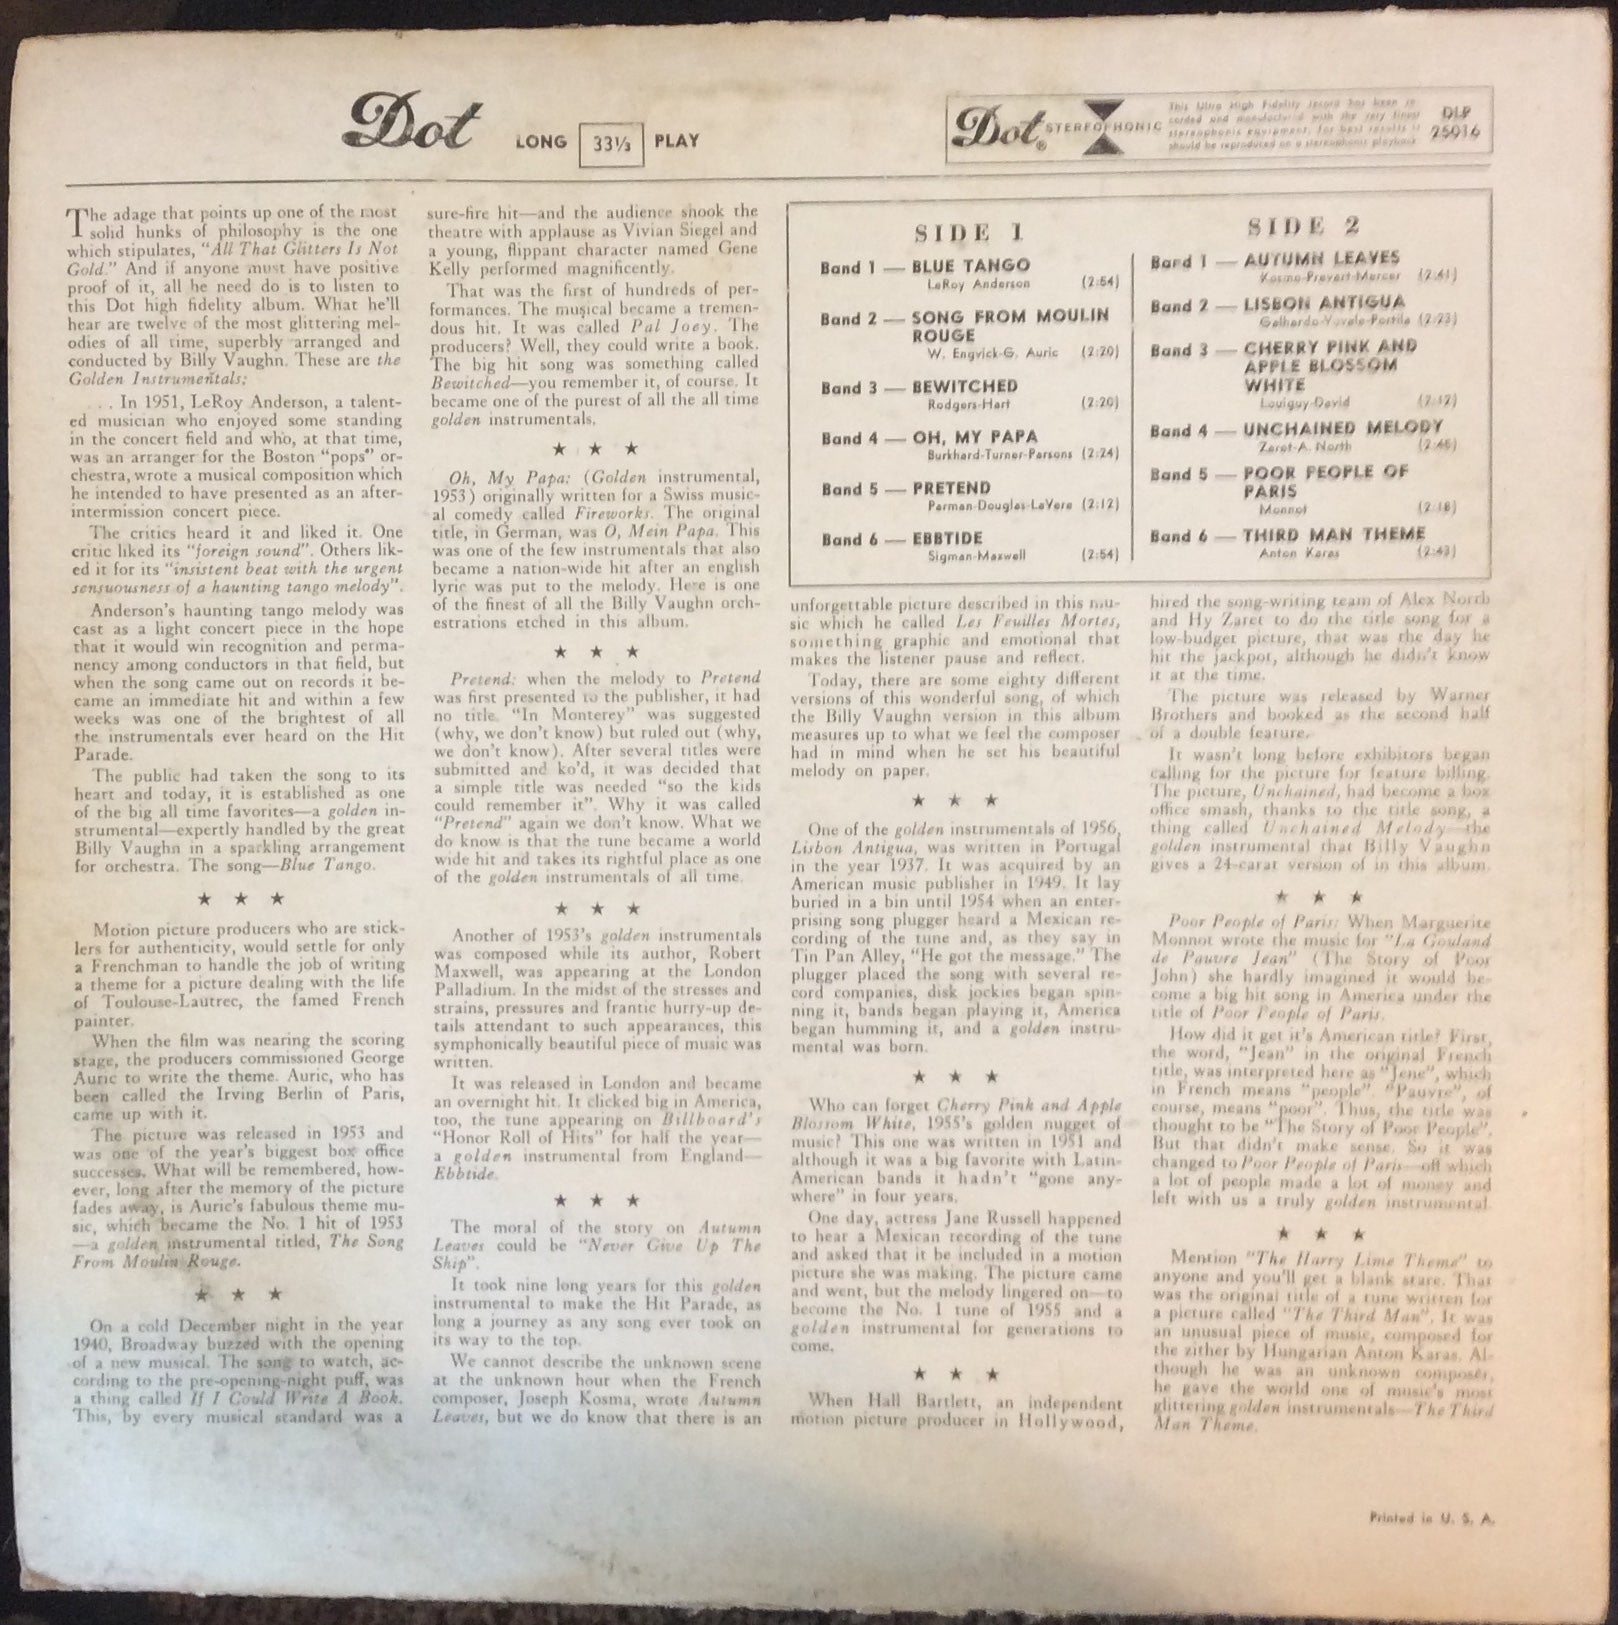 Dot
LONG 33⅓ PLAY
Dot® STEREOPHONIC
This Ultra High Fidelity record has been re-
corded and manufactured with the very finest
stereophonic equipment, for best results it
should be reproduced on a stereophonic playback
DLP
25016
The adage that points up one of the most
solid hunks of philosophy is the one
which stipulates, "All That Glitters Is Not
Gold." And if anyone must have positive
proof of it, all he need do is to listen to
this Dot high fidelity album. What he'll
hear are twelve of the most glittering mel-
odies of all time, superbly arranged and
conducted by Billy Vaughn. These are the
Golden Instrumentals:
. . . In 1951, LeRoy Anderson, a talent-
ed musician who enjoyed some standing
in the concert field and who, at that time,
was an arranger for the Boston "pops" or-
chestra, wrote a musical composition which
he intended to have presented as an after-
intermission concert piece.
The critics heard it and liked it. One
critic liked its "foreign sound". Others lik-
ed it for its "insistent beat with the urgent
sensuousness of a haunting tango melody".
Anderson's haunting tango melody was
cast as a light concert piece in the hope
that it would win recognition and perma-
nency among conductors in that field, but
when the song came out on records it be-
came an immediate hit and within a few
weeks was one of the brightest of all
the instrumentals ever heard on the Hit
Parade.
The public had taken the song to its
heart and today, it is established as one
of the big all time favorites—a golden in-
strumental—expertly handled by the great
Billy Vaughn in a sparkling arrangement
for orchestra. The song—Blue Tango.
★ ★ ★
Motion picture producers who are stick-
lers for authenticity, would settle for only
a Frenchman to handle the job of writing
a theme for a picture dealing with the life
of Toulouse-Lautrec, the famed French
painter.
When the film was nearing the scoring
stage, the producers commissioned George
Auric to write the theme. Auric, who has
been called the Irving Berlin of Paris,
came up with it.
The picture was released in 1953 and
was one of the year's biggest box office
successes. What will be remembered, how-
ever, long after the memory of the picture
fades away, is Auric's fabulous theme mu-
sic, which became the No. 1 hit of 1953
—a golden instrumental titled, The Song
From Moulin Rouge.
★ ★ ★
On a cold December night in the year
1940, Broadway buzzed with the opening
of a new musical. The song to watch, ac-
cording to the pre-opening-night puff, was
a thing called If I Could Write A Book.
This, by every musical standard was a
sure-fire hit—and the audience shook the
theatre with applause as Vivian Siegel and
a young, flippant character named Gene
Kelly performed magnificently.
That was the first of hundreds of per-
formances. The musical became a tremen-
dous hit. It was called Pal Joey. The
producers? Well, they could write a book.
The big hit song was something called
Bewitched—you remember it, of course. It
became one of the purest of all the all time
golden instrumentals.
★ ★ ★
Oh, My Papa: (Golden instrumental,
1953) originally written for a Swiss music-
al comedy called Fireworks. The original
title, in German, was O, Mein Papa. This
was one of the few instrumentals that also
became a nation-wide hit after an english
lyric was put to the melody. Here is one
of the finest of all the Billy Vaughn orch-
estrations etched in this album.
★ ★ ★
Pretend: when the melody to Pretend
was first presented to the publisher, it had
no title. "In Monterey" was suggested
(why, we don't know) but ruled out (why,
we don't know). After several titles were
submitted and ko'd, it was decided that
a simple title was needed "so the kids
could remember it". Why it was called
"Pretend" again we don't know. What we
do know is that the tune became a world
wide hit and takes its rightful place as one
of the golden instrumentals of all time.
★ ★ ★
Another of 1953's golden instrumentals
was composed while its author, Robert
Maxwell, was appearing at the London
Palladium. In the midst of the stresses and
strains, pressures and frantic hurry-up de-
tails attendant to such appearances, this
symphonically beautiful piece of music was
written.
It was released in London and became
an overnight hit. It clicked big in America,
too, the tune appearing on Billboard's
"Honor Roll of Hits" for half the year—
a golden instrumental from England—
Ebbtide.
★ ★ ★
The moral of the story on Autumn
Leaves could be "Never Give Up The
Ship".
It took nine long years for this golden
instrumental to make the Hit Parade, as
long a journey as any song ever took on
its way to the top.
We cannot describe the unknown scene
at the unknown hour when the French
composer, Joseph Kosma, wrote Autumn
Leaves, but we do know that there is an
SIDE 1
Band 1 — BLUE TANGO
LeRoy Anderson (2:54)
Band 2 — SONG FROM MOULIN
ROUGE
W. Engvick-G. Auric (2:20)
Band 3 — BEWITCHED
Rodgers-Hart (2:20)
Band 4 — OH, MY PAPA
Burkhard-Turner-Parsons (2:24)
Band 5 — PRETEND
Parman-Douglas-LaVere (2:12)
Band 6 — EBBTIDE
Sigman-Maxwell (2:54)
SIDE 2
Band 1 — AUTUMN LEAVES
Kosma-Prevert-Mercer (2:41)
Band 2 — LISBON ANTIGUA
Galhardo-Vavale-Portila (2:23)
Band 3 — CHERRY PINK AND
APPLE BLOSSOM
WHITE
Louiguy-David (2:12)
Band 4 — UNCHAINED MELODY
Zaret-A. North (2:46)
Band 5 — POOR PEOPLE OF
PARIS
Monnot (2:18)
Band 6 — THIRD MAN THEME
Anton Karas (2:43)
unforgettable picture described in this mu-
sic which he called Les Feuilles Mortes,
something graphic and emotional that
makes the listener pause and reflect.
Today, there are some eighty different
versions of this wonderful song, of which
the Billy Vaughn version in this album
measures up to what we feel the composer
had in mind when he set his beautiful
melody on paper.
★ ★ ★
One of the golden instrumentals of 1956,
Lisbon Antigua, was written in Portugal
in the year 1937. It was acquired by an
American music publisher in 1949. It lay
buried in a bin until 1954 when an enter-
prising song plugger heard a Mexican re-
cording of the tune and, as they say in
Tin Pan Alley, "He got the message." The
plugger placed the song with several re-
cord companies, disk jockies began spin-
ning it, bands began playing it, America
began humming it, and a golden instru-
mental was born.
★ ★ ★
Who can forget Cherry Pink and Apple
Blossom White, 1955's golden nugget of
music? This one was written in 1951 and
although it was a big favorite with Latin-
American bands it hadn't "gone any-
where" in four years.
One day, actress Jane Russell happened
to hear a Mexican recording of the tune
and asked that it be included in a motion
picture she was making. The picture came
and went, but the melody lingered on—to
become the No. 1 tune of 1955 and a
golden instrumental for generations to
come.
★ ★ ★
When Hall Bartlett, an independent
motion picture producer in Hollywood,
hired the song-writing team of Alex North
and Hy Zaret to do the title song for a
low-budget picture, that was the day he
hit the jackpot, although he didn't know
it at the time.
The picture was released by Warner
Brothers and booked as the second half
of a double feature.
It wasn't long before exhibitors began
calling for the picture for feature billing.
The picture, Unchained, had become a box
office smash, thanks to the title song, a
thing called Unchained Melody—the
golden instrumental that Billy Vaughn
gives a 24-carat version of in this album.
★ ★ ★
Poor People of Paris: When Marguerite
Monnot wrote the music for "La Gouland
de Pauvre Jean" (The Story of Poor
John) she hardly imagined it would be-
come a big hit song in America under the
title of Poor People of Paris.
How did it get it's American title? First,
the word, "Jean" in the original French
title, was interpreted here as "Jene", which
in French means "people". "Pauvre", of
course, means "poor". Thus, the title was
thought to be "The Story of Poor People".
But that didn't make sense. So it was
changed to Poor People of Paris—off which
a lot of people made a lot of money and
left with us a truly golden instrumental.
★ ★ ★
Mention "The Harry Lime Theme" to
anyone and you'll get a blank stare. That
was the original title of a tune written for
a picture called "The Third Man". It was
an unusual piece of music, composed for
the zither by Hungarian Anton Karas. Al-
though he was an unknown composer,
he gave the world one of music's most
glittering golden instrumentals—The Third
Man Theme.
Printed in U. S. A.